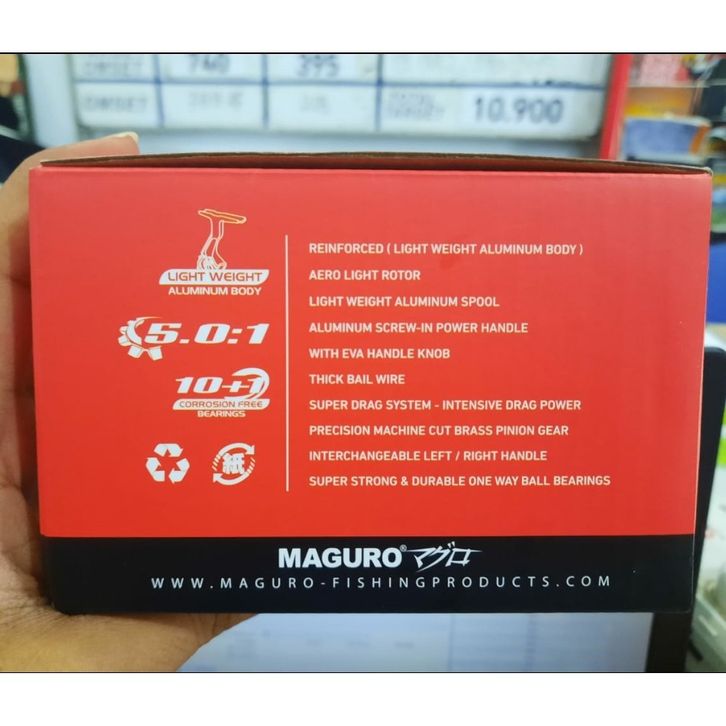 740 395
10.900
LIGHT WEIGHT
ALUMINUM BODY
5.0:1
10+1
CORROSION FREE
BEARINGS
紙
REINFORCED ( LIGHT WEIGHT ALUMINUM BODY )
AERO LIGHT ROTOR
LIGHT WEIGHT ALUMINUM SPOOL
ALUMINUM SCREW-IN POWER HANDLE
WITH EVA HANDLE KNOB
THICK BAIL WIRE
SUPER DRAG SYSTEM - INTENSIVE DRAG POWER
PRECISION MACHINE CUT BRASS PINION GEAR
INTERCHANGEABLE LEFT / RIGHT HANDLE
SUPER STRONG & DURABLE ONE WAY BALL BEARINGS
MAGURO® マグロ
WWW.MAGURO-FISHINGPRODUCTS.COM